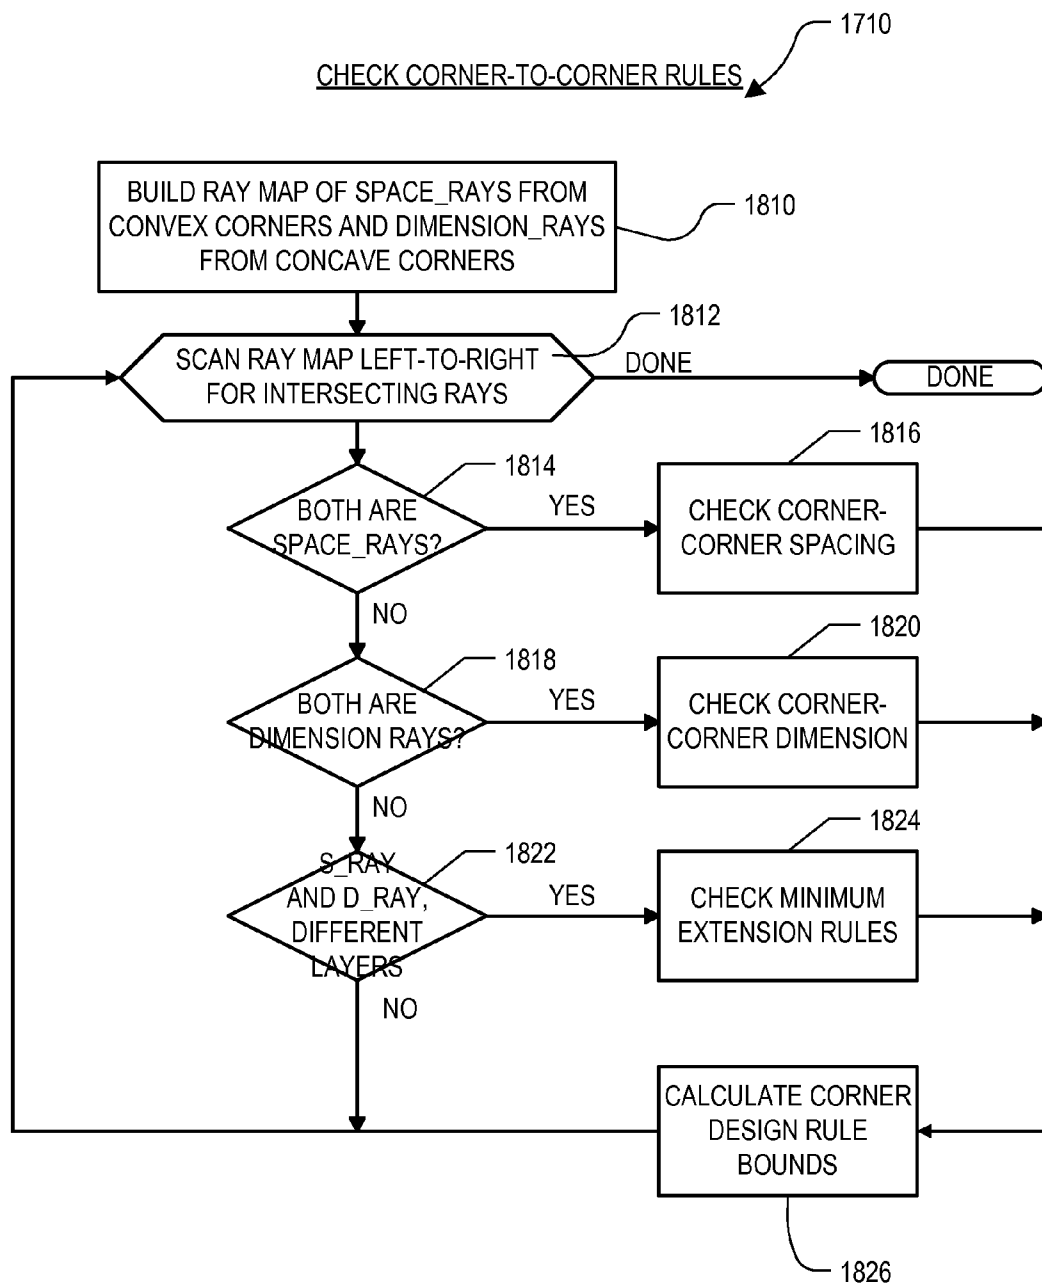 1710
CHECK CORNER-TO-CORNER RULES
BUILD RAY MAP OF SPACE_RAYS FROM
CONVEX CORNERS AND DIMENSION_RAYS
FROM CONCAVE CORNERS
1810
1812
SCAN RAY MAP LEFT-TO-RIGHT
FOR INTERSECTING RAYS
DONE
DONE
1814
BOTH ARE
SPACE_RAYS?
YES
NO
1816
CHECK CORNER-
CORNER SPACING
1818
BOTH ARE
DIMENSION RAYS?
YES
NO
1820
CHECK CORNER-
CORNER DIMENSION
1822
S_RAY
AND D_RAY,
DIFFERENT
LAYERS
YES
NO
1824
CHECK MINIMUM
EXTENSION RULES
CALCULATE CORNER
DESIGN RULE
BOUNDS
1826